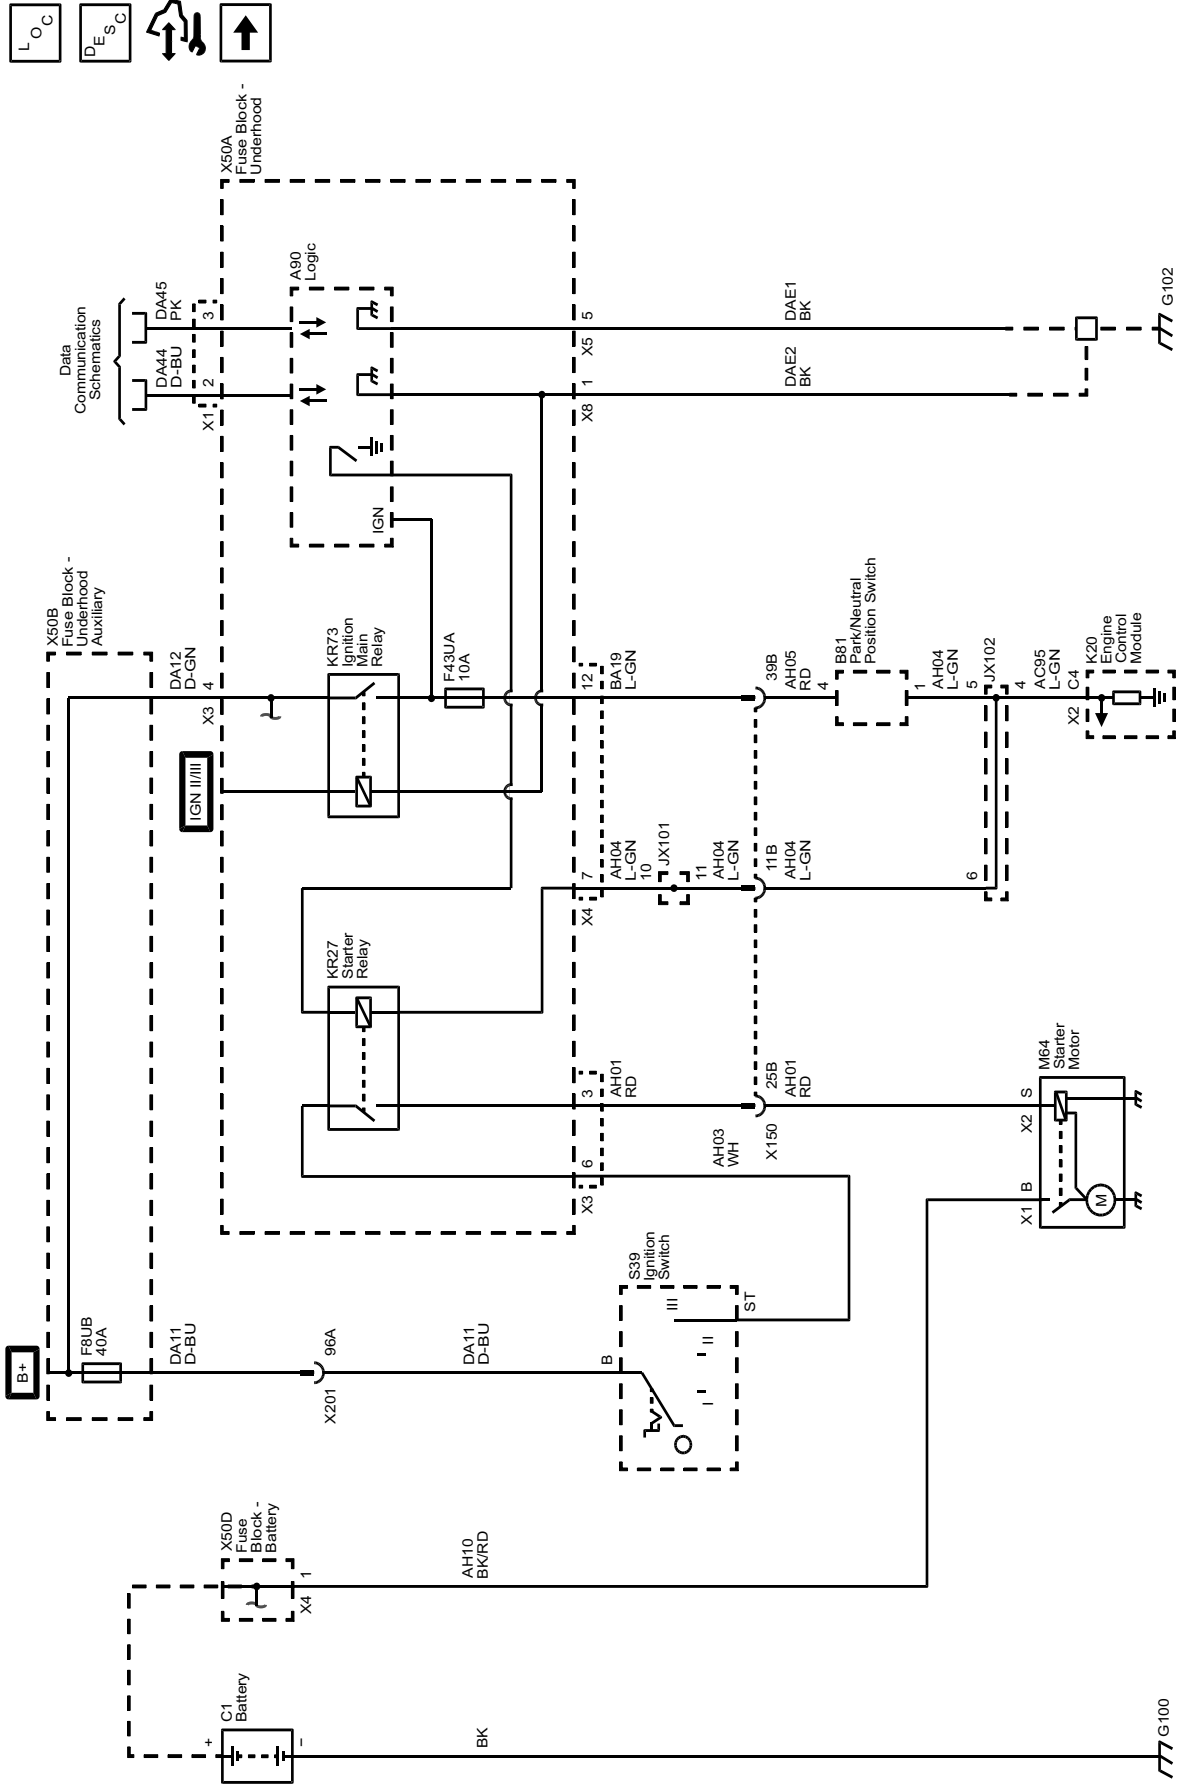 LOC
DESC
Data
Communication
Schematics
DA45
PK
DA44
D-BU
3
2
X1
X50A
Fuse Block -
Underhood
A90
Logic
IGN
5
X5
1
X8
DAE1
BK
DAE2
BK
G102
X50B
Fuse Block -
Underhood
Auxiliary
DA12
D-GN
4
X3
IGN II/III
KR73
Ignition
Main
Relay
F43UA
10A
12
BA19
L-GN
39B
AH05
RD
4
B81
Park/Neutral
Position Switch
1
AH04
L-GN
5
JX102
4
AC95
L-GN
C4
X2
K20
Engine
Control
Module
7
X4
AH04
L-GN
10
JX101
11
AH04
L-GN
11B
AH04
L-GN
6
KR27
Starter
Relay
3
AH01
RD
25B
AH01
RD
X150
6
X3
AH03
WH
M64
Starter
Motor
S
X2
B
X1
M
B+
F8UB
40A
DA11
D-BU
96A
X201
DA11
D-BU
B
S39
Ignition
Switch
III
II
I
O
ST
X50D
Fuse
Block -
Battery
1
X4
AH10
BK/RD
C1
Battery
+
–
BK
G100